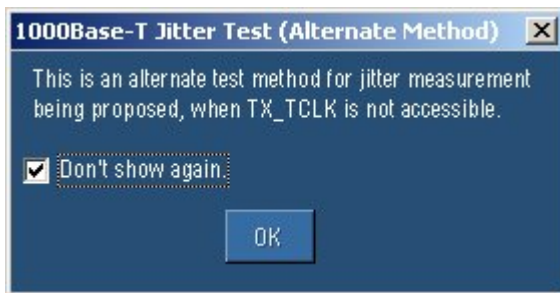 1000Base-T Jitter Test (Alternate Method)
This is an alternate test method for jitter measurement
being proposed, when TX_TCLK is not accessible.
Don't show again.
OK